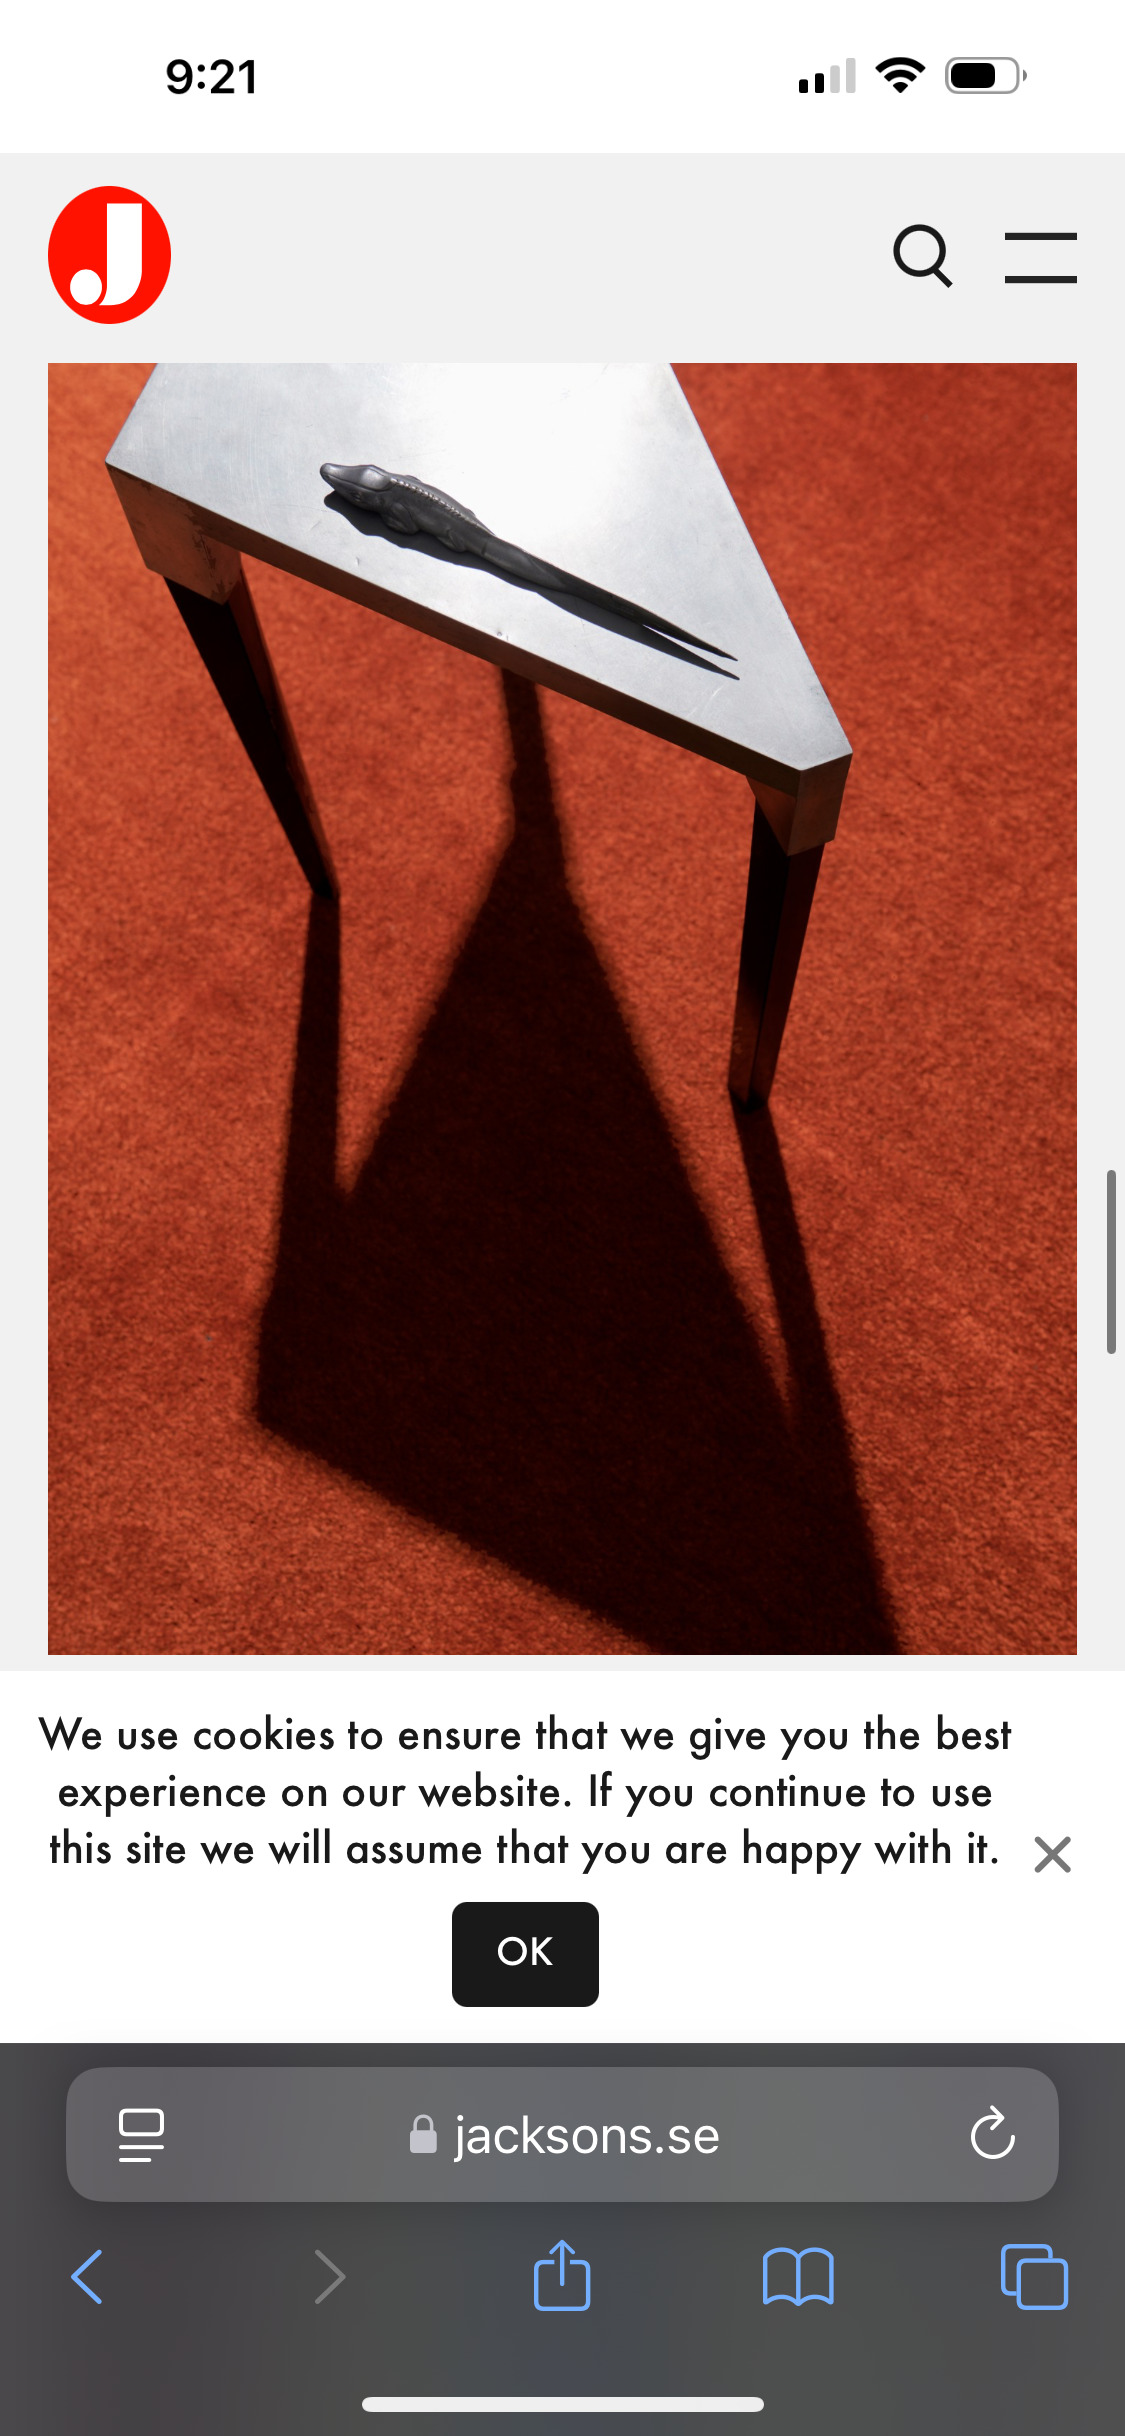 9:21
J
We use cookies to ensure that we give you the best
experience on our website. If you continue to use
this site we will assume that you are happy with it.
OK
jacksons.se